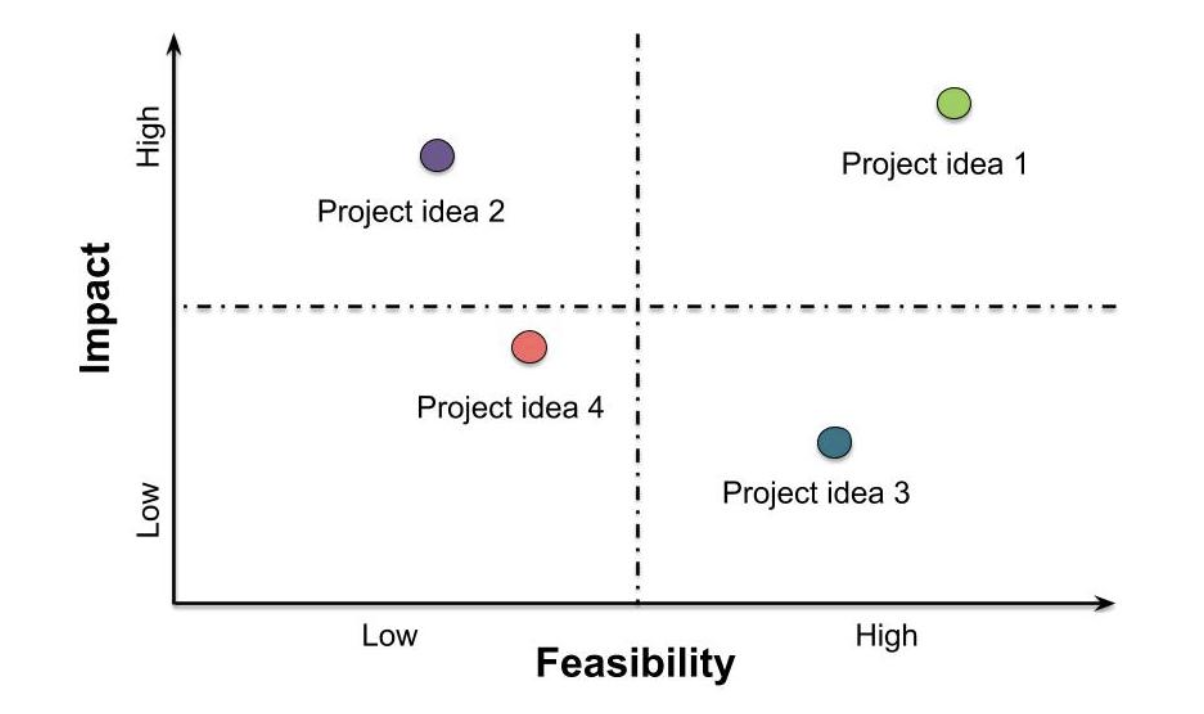 High
Project idea 1
Project idea 2
Impact
Project idea 4
Low
Project idea 3
Low
High
Feasibility